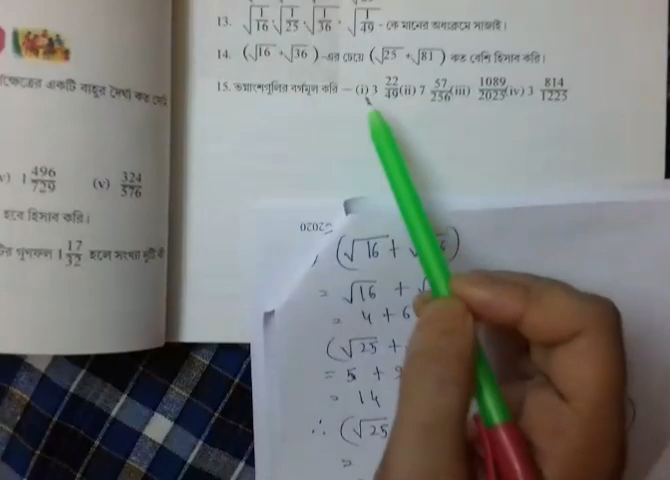 13. √1/16, √1/25, √1/36, √1/49 - কে মানের অধঃক্রমে সাজাই।
14. (√16 + √36) -এর চেয়ে (√25 + √81) কত বেশি হিসাব করি।
15. ভগ্নাংশগুলির বর্গমূল করি — (i) 3 22/49 (ii) 7 57/256 (iii) 1089/2025 (iv) 3 814/1225
ক্ষেত্রের একটি বাহুর দৈর্ঘ্য কত
1 496/729 (v) 324/576
হবে হিসাব করি।
গুণফল 1 17/32 হলে সংখ্যা দুটি
(√16 + √
= √16 +
= 4 + 6
(√25 +
= 5 +
= 14
∴ (√25
=